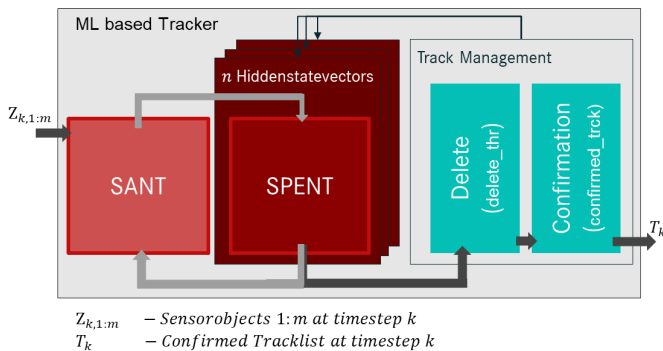 ML based Tracker
Track Management
n Hiddenstatevectors
Z_{k,1:m}
SANT
SPENT
Delete
(delete_thr)
Confirmation
(confirmed_trck)
T_k
Z_{k,1:m} – Sensorobjects 1: m at timestep k
T_k – Confirmed Tracklist at timestep k